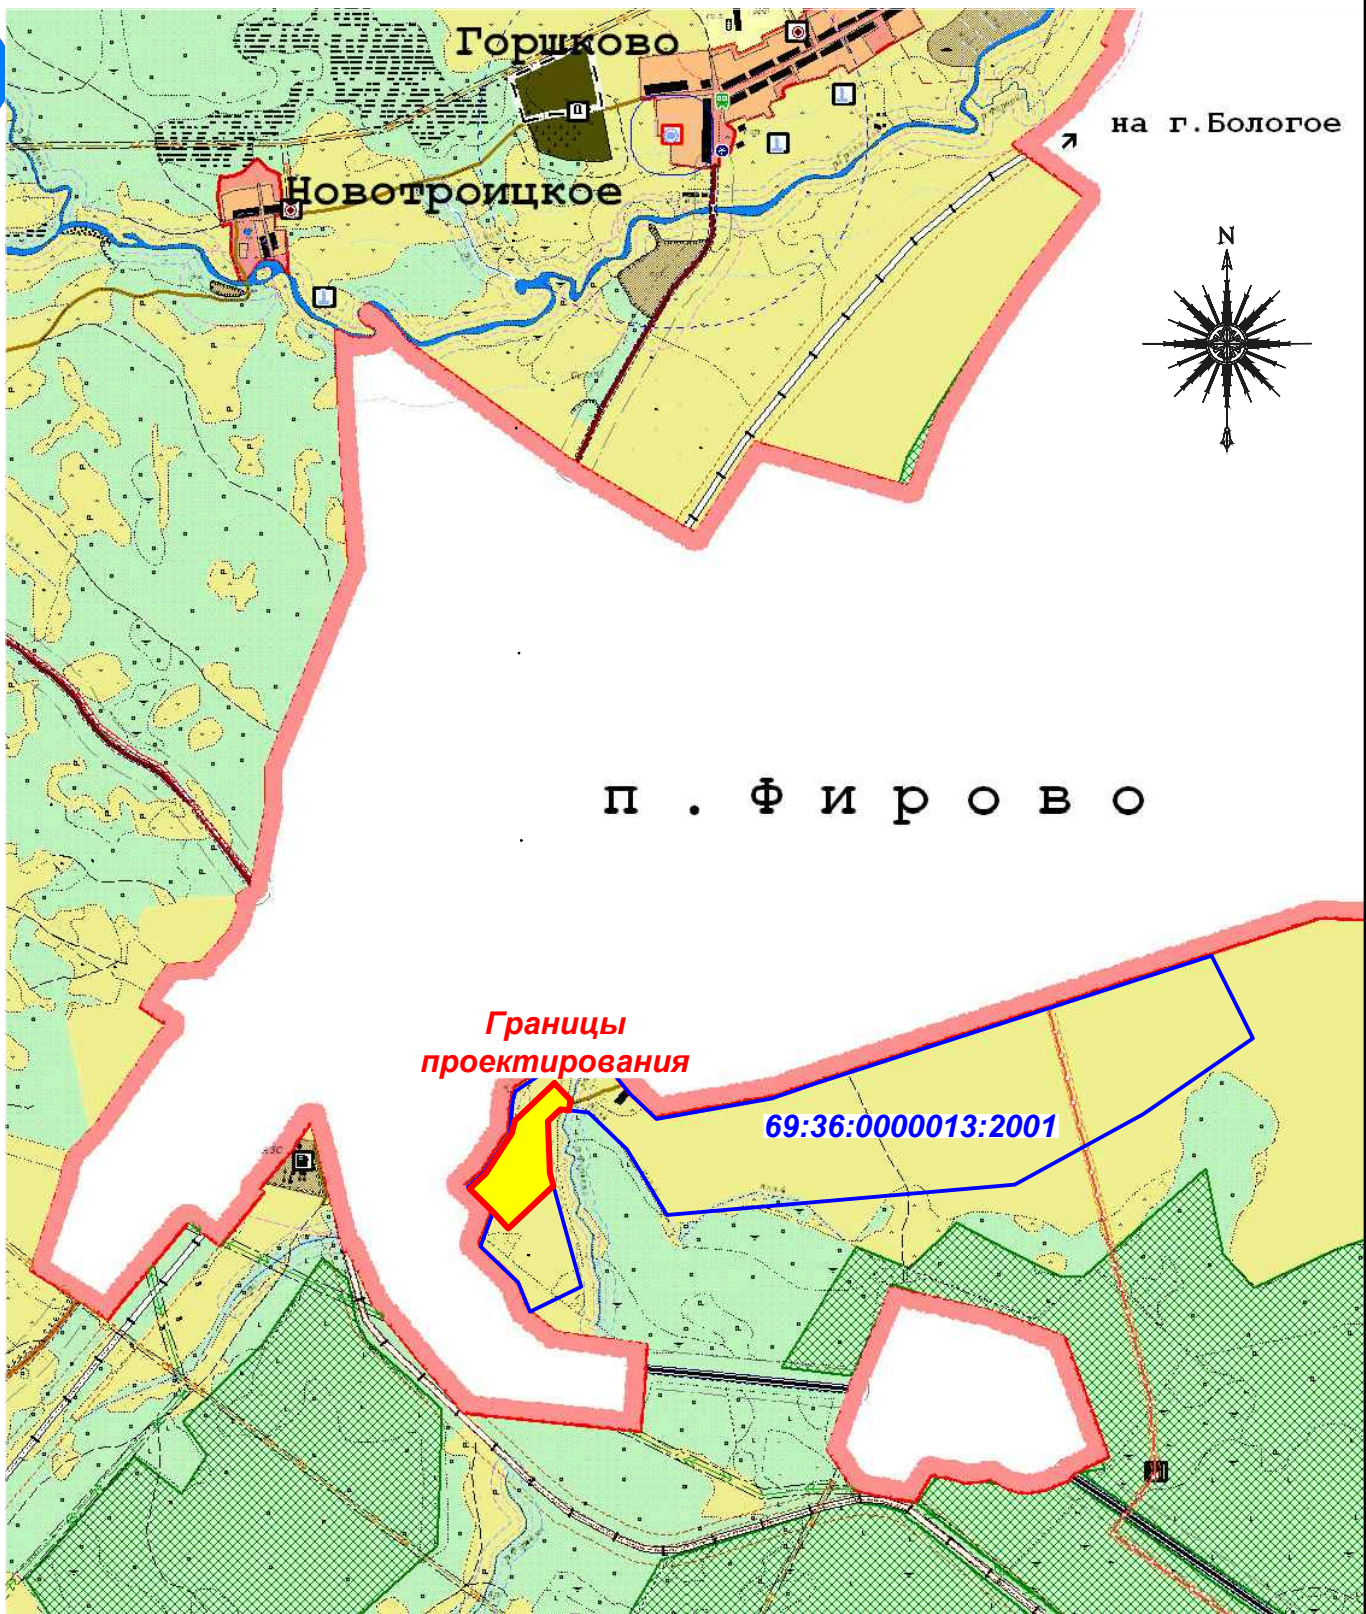 Горшково
на г.Бологое
Новотроицкое
N
п . Фирово
Границы
проектирования
69:36:0000013:2001